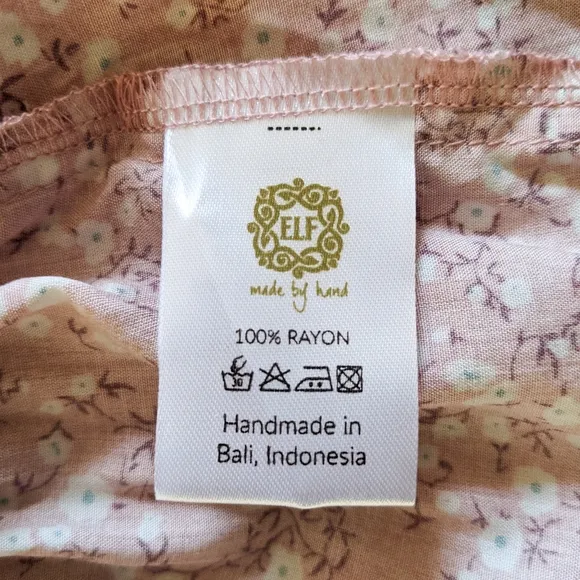 ELF
made by hand
100% RAYON
30
Handmade in
Bali, Indonesia